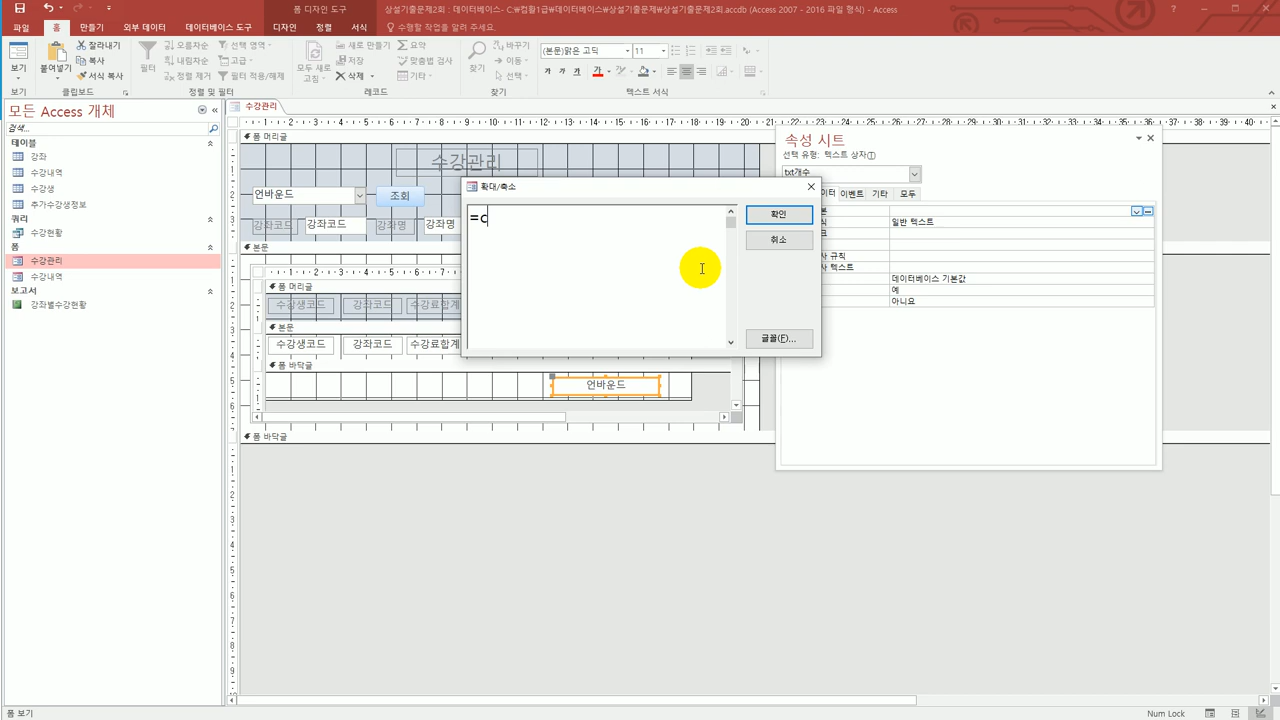 폼 디자인 도구
상설기출문제2회 : 데이터베이스- C:₩컴활1급₩데이터베이스₩상설기출문제₩상설기출문제2회.accdb (Access 2007 - 2016 파일 형식) - Access
파일 홈 만들기 외부 데이터 데이터베이스 도구 디자인 정렬 서식 수행할 작업을 알려 주세요.
보기 붙여넣기 잘라내기 복사 서식 복사
필터 오름차순 내림차순 정렬 제거 선택 영역 고급 필터 적용/해제
모두 새로 고침 새로 만들기 저장 삭제 요약 맞춤법 검사 기타
찾기 바꾸기 이동 선택
(본문)맑은 고딕 11
가 가 가 가
보기 클립보드 정렬 및 필터 레코드 찾기 텍스트 서식
모든 Access 개체
검색...
테이블
강좌
수강내역
수강생
추가수강생정보
쿼리
수강현황
폼
수강관리
수강내역
보고서
강좌별수강현황
수강관리
폼 머리글
수강관리
언바운드 조회
강좌코드 강좌코드 강좌명 강좌명
본문
폼 머리글
수강생코드 강좌코드 수강료합계
본문
수강생코드 강좌코드 수강료합계
폼 바닥글
언바운드
폼 바닥글
확대/축소
=c
확인
취소
글꼴(F)...
속성 시트
선택 유형: 텍스트 상자(T)
txt개수
이벤트 기타 모두
일반 텍스트
사 규칙
사 텍스트
데이터베이스 기본값
예
아니요
폼 보기
Num Lock